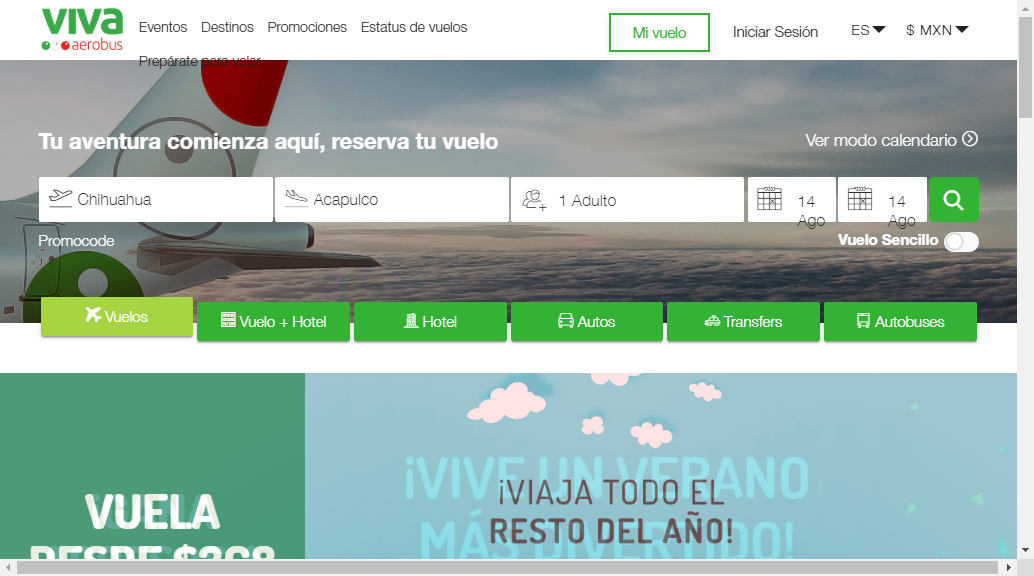 viva
aerobus
Eventos Destinos Promociones Estatus de vuelos
Prepárate para volar
Mi vuelo Iniciar Sesión ES $ MXN
Tu aventura comienza aquí, reserva tu vuelo
Ver modo calendario
Chihuahua Acapulco 1 Adulto 14 Ago 14 Ago
Promocode
Vuelo Sencillo
Vuelos Vuelo + Hotel Hotel Autos Transfers Autobuses
VUELA
DESDE
¡VIVE UN VERANO
MÁS DIVERTIDO!
¡VIAJA TODO EL
RESTO DEL AÑO!